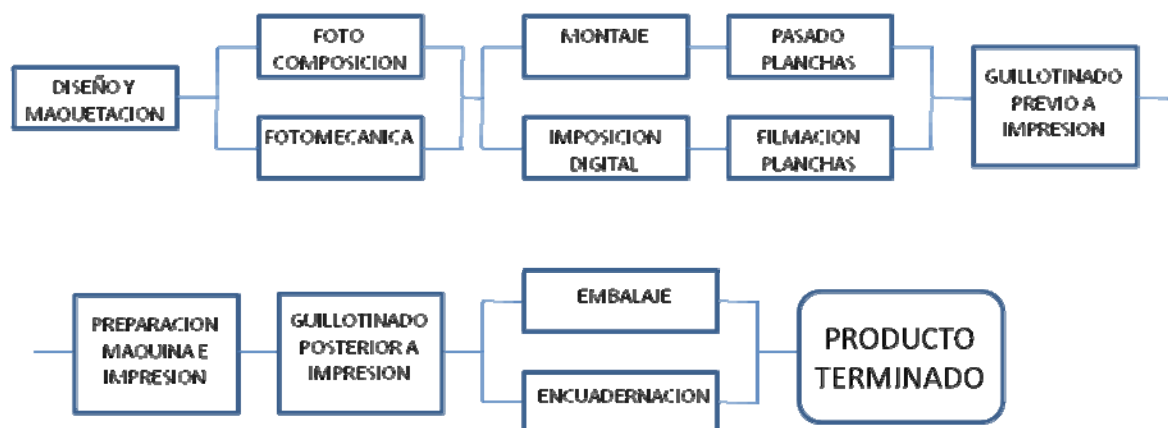 DISEÑO Y
MAQUETACION
FOTO
COMPOSICION
FOTOMECÁNICA
MONTAJE
PASADO
PLANCHAS
IMPOSICION
DIGITAL
FILMACION
PLANCHAS
GUILLOTINADO
PREVIO A
IMPRESION
PREPARACION
MAQUINA E
IMPRESION
GUILLOTINADO
POSTERIOR A
IMPRESION
EMBALAJE
ENCUADERNACION
PRODUCTO
TERMINADO